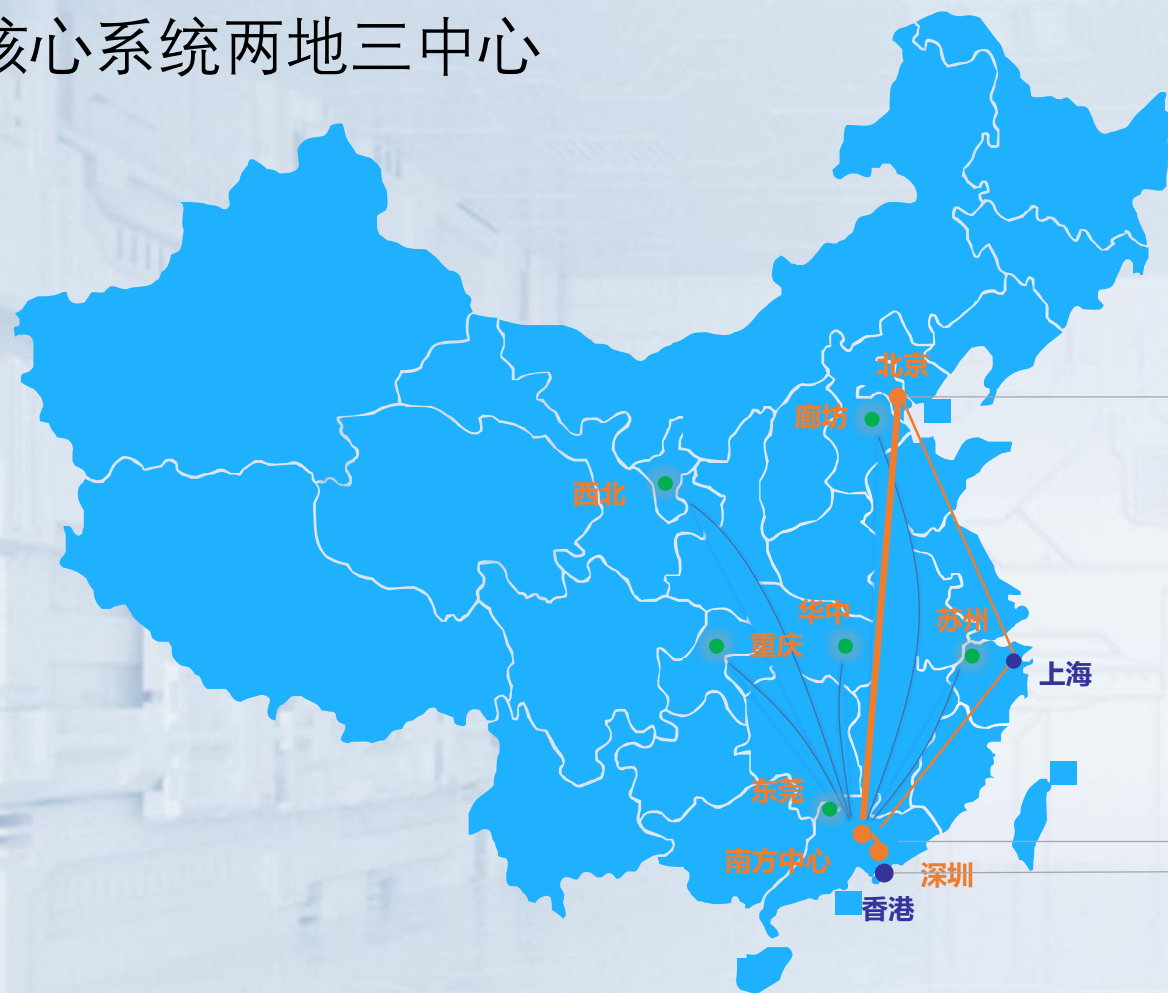 核心系统两地三中心
北京
廊坊
西北
华中
苏州
重庆
上海
东莞
南方中心
深圳
香港